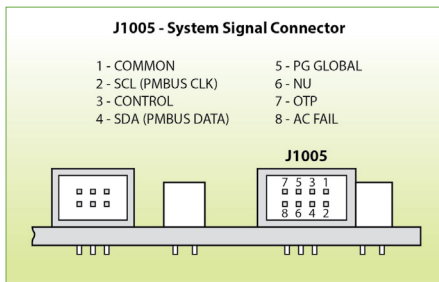 J1005 - System Signal Connector
1 - COMMON
2 - SCL (PMBUS CLK)
3 - CONTROL
4 - SDA (PMBUS DATA)
5 - PG GLOBAL
6 - NU
7 - OTP
8 - AC FAIL
J1005
7 5 3 1
8 6 4 2